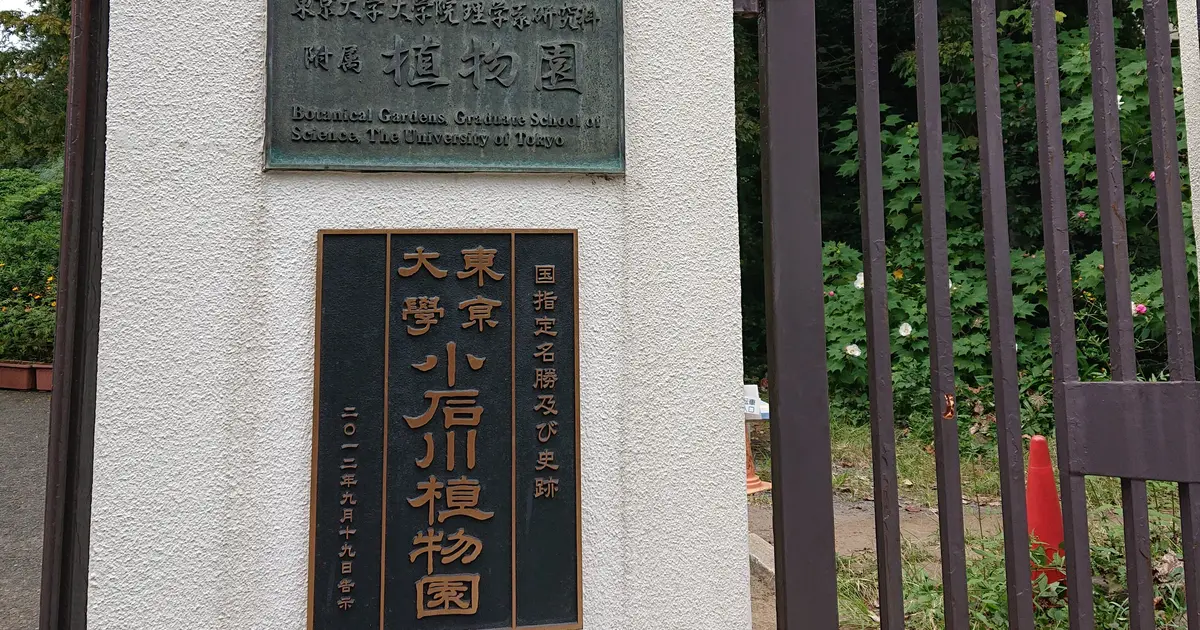 東京大学大学院理学系研究科
附属 植物園
Botanical Gardens, Graduate School of
Science, The University of Tokyo
国指定名勝及び史跡
東京
大學
小石川植物園
二〇一二年九月十九日告示